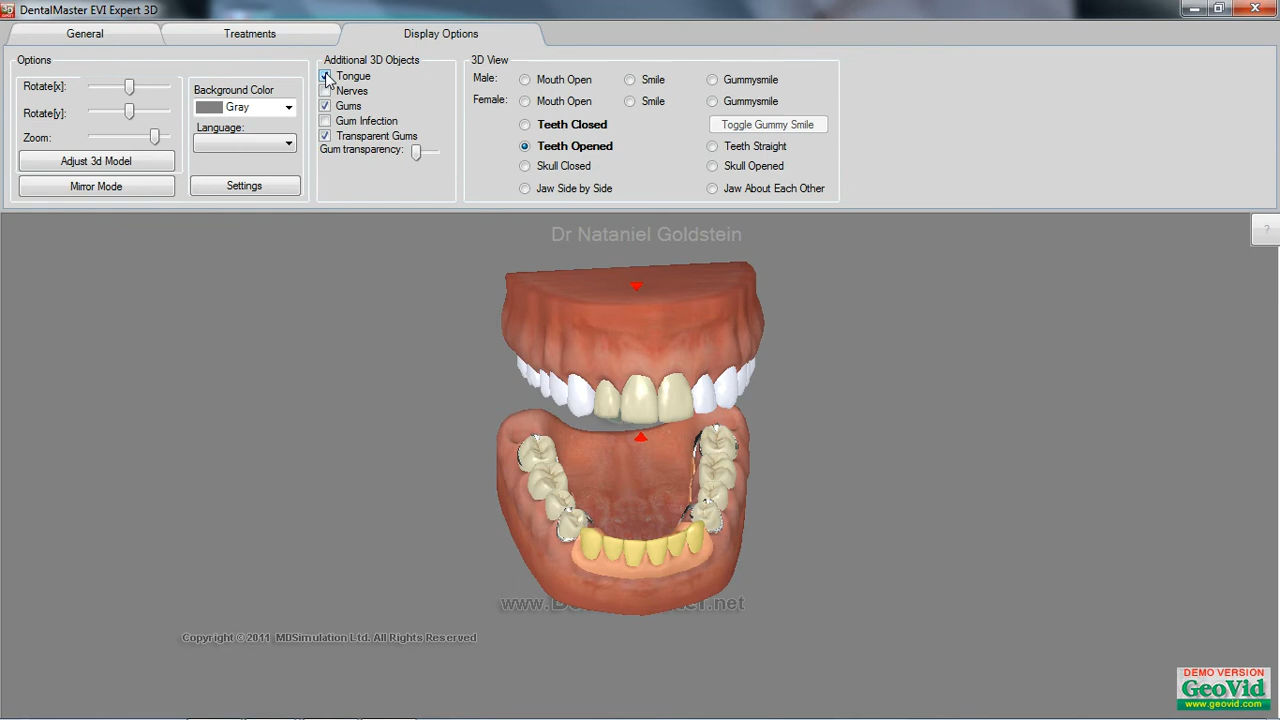 DentalMaster EVI Expert 3D
General
Treatments
Display Options
Options
Rotate[x]:
Rotate[y]:
Zoom:
Adjust 3d Model
Mirror Mode
Background Color
Gray
Language:
Settings
Additional 3D Objects
Tongue
Nerves
Gums
Gum Infection
Transparent Gums
Gum transparency:
3D View
Male: Mouth Open Smile Gummysmile
Female: Mouth Open Smile Gummysmile
Teeth Closed Toggle Gummy Smile
Teeth Opened Teeth Straight
Skull Closed Skull Opened
Jaw Side by Side Jaw About Each Other
?
Dr Nataniel Goldstein
Copyright © 2011 MDSimulation Ltd. All Rights Reserved
DEMO VERSION
GeoVid
www.geovid.com